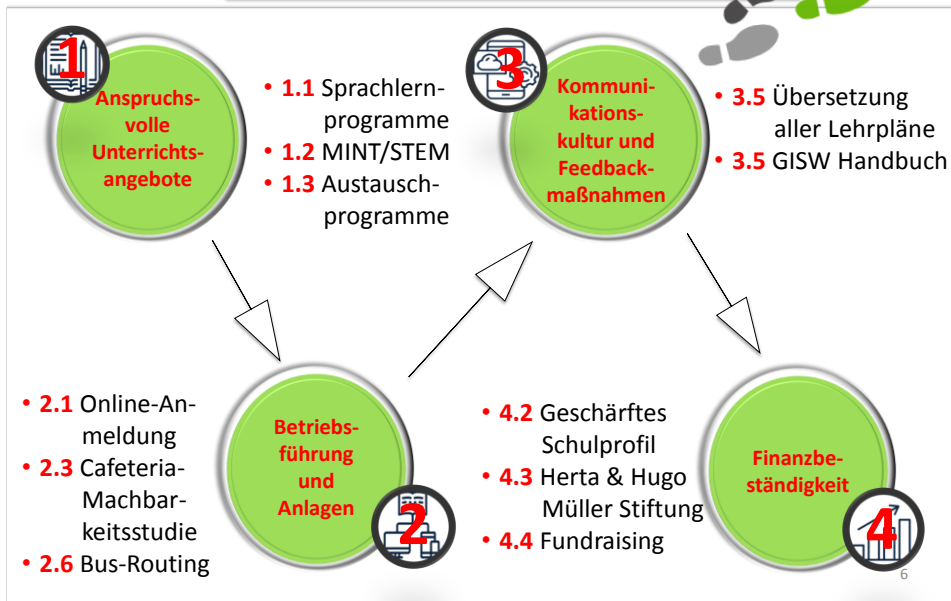 1
Anspruchs-
volle
Unterrichts-
angebote
• 1.1 Sprachlern-
programme
• 1.2 MINT/STEM
• 1.3 Austausch-
programme
2
Betriebs-
führung
und
Anlagen
• 2.1 Online-An-
meldung
• 2.3 Cafeteria-
Machbar-
keitsstudie
• 2.6 Bus-Routing
3
Kommuni-
kations-
kultur und
Feedback-
maßnahmen
• 3.5 Übersetzung
aller Lehrpläne
• 3.5 GISW Handbuch
4
Finanzbe-
ständigkeit
• 4.2 Geschärftes
Schulprofil
• 4.3 Herta & Hugo
Müller Stiftung
• 4.4 Fundraising
6